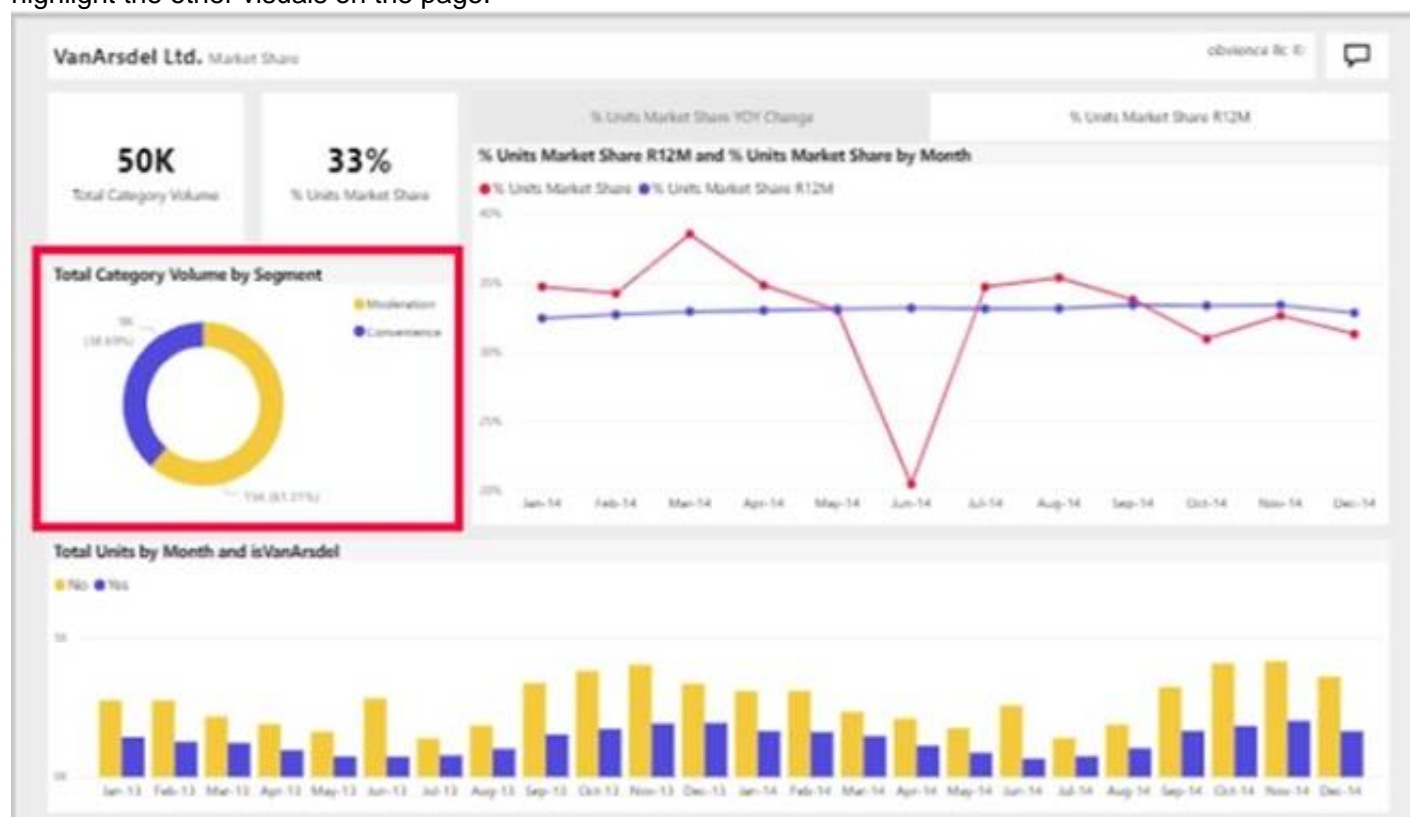 highlight the other visuals on the page.
VanArsdel Ltd. Market Share
obvience llc ©
50K
Total Category Volume
33%
% Units Market Share
% Units Market Share YOY Change
% Units Market Share R12M
% Units Market Share R12M and % Units Market Share by Month
% Units Market Share % Units Market Share R12M
40%
35%
30%
25%
20%
Jan-14 Feb-14 Mar-14 Apr-14 May-14 Jun-14 Jul-14 Aug-14 Sep-14 Oct-14 Nov-14 Dec-14
Total Category Volume by Segment
Moderation
Convenience
Total Units by Month and isVanArsdel
No Yes
5K
0K
Jan-13 Feb-13 Mar-13 Apr-13 May-13 Jun-13 Jul-13 Aug-13 Sep-13 Oct-13 Nov-13 Dec-13 Jan-14 Feb-14 Mar-14 Apr-14 May-14 Jun-14 Jul-14 Aug-14 Sep-14 Oct-14 Nov-14 Dec-14